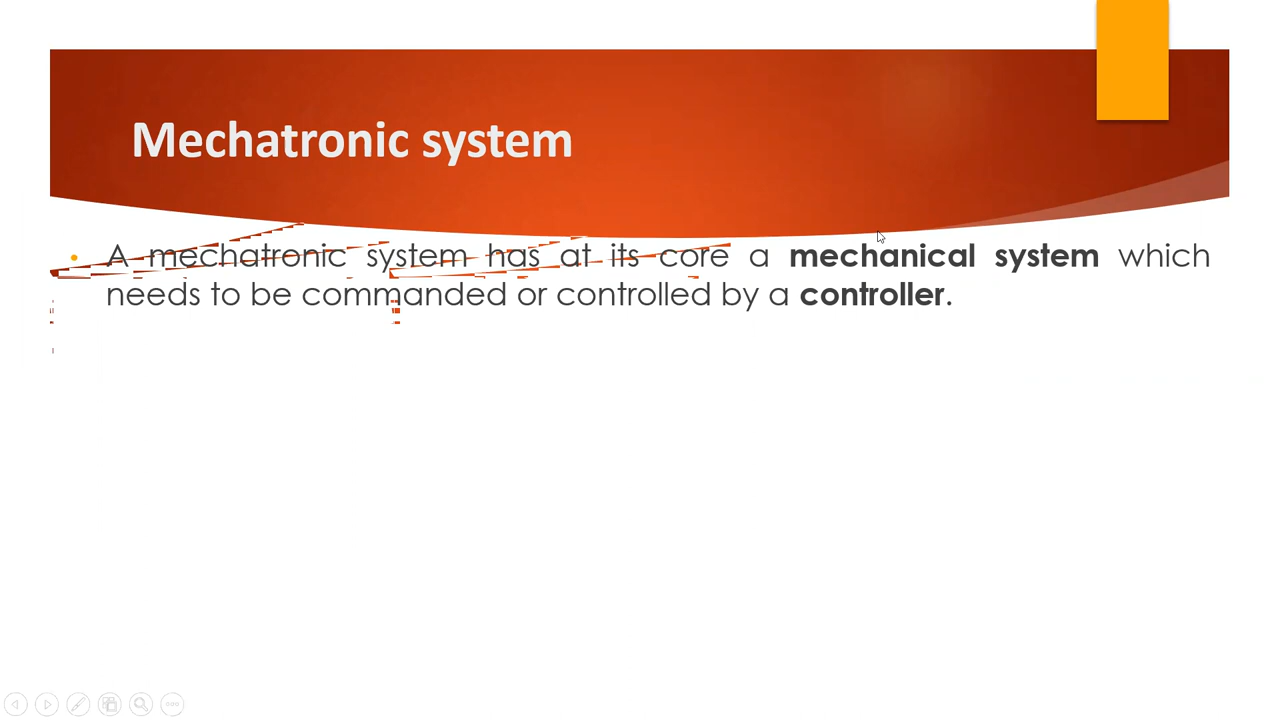 Mechatronic system
• A mechatronic system has at its core a mechanical system which
needs to be commanded or controlled by a controller.